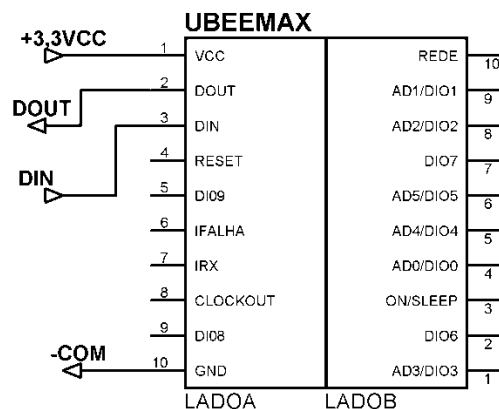 UBEEMAX
+3,3VCC 1 VCC REDE 10
2 DOUT AD1/DIO1 9
DOUT
3 DIN AD2/DIO2 8
4 RESET DIO7 7
DIN
5 DI09 AD5/DIO5 6
6 IFALHA AD4/DIO4 5
7 IRX AD0/DIO0 4
8 CLOCKOUT ON/SLEEP 3
9 DI08 DIO6 2
-COM
10 GND AD3/DIO3 1
LADOA LADOB